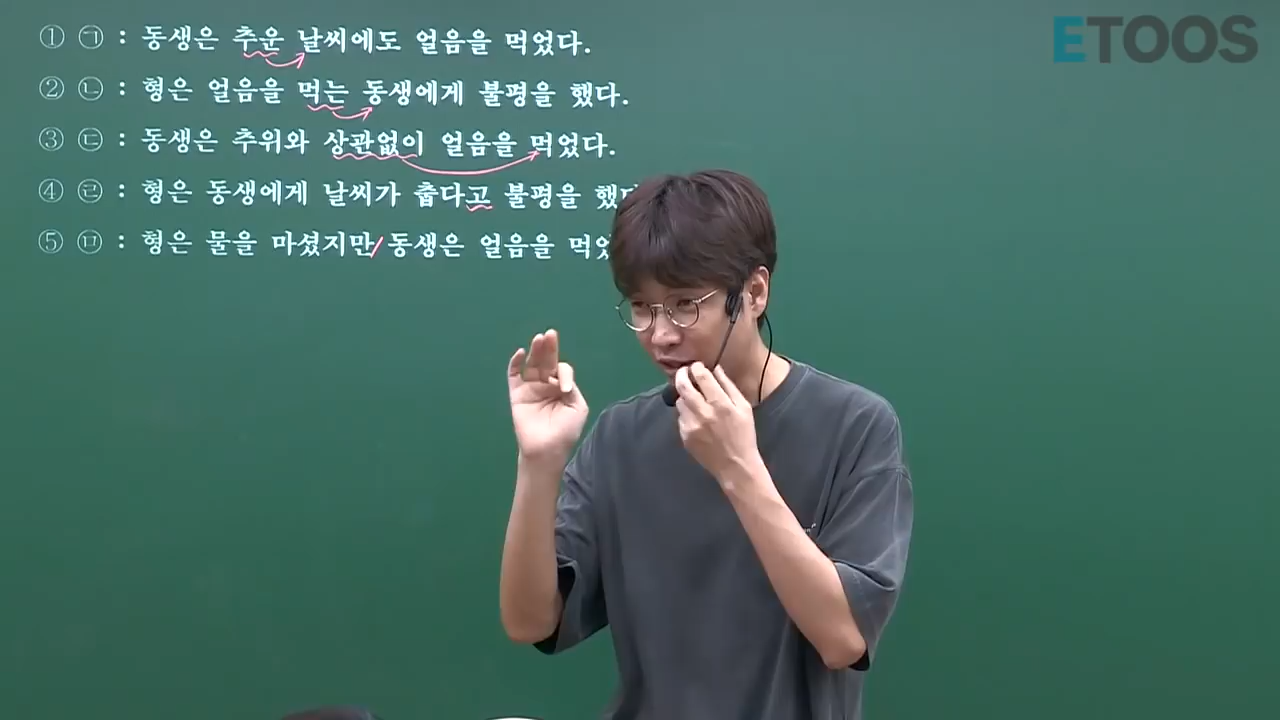 ETOOS
① ㉠ : 동생은 추운 날씨에도 얼음을 먹었다.
② ㉡ : 형은 얼음을 먹는 동생에게 불평을 했다.
③ ㉢ : 동생은 추위와 상관없이 얼음을 먹었다.
④ ㉣ : 형은 동생에게 날씨가 춥다고 불평을
⑤ ㉤ : 형은 물을 마셨지만/동생은 얼음을